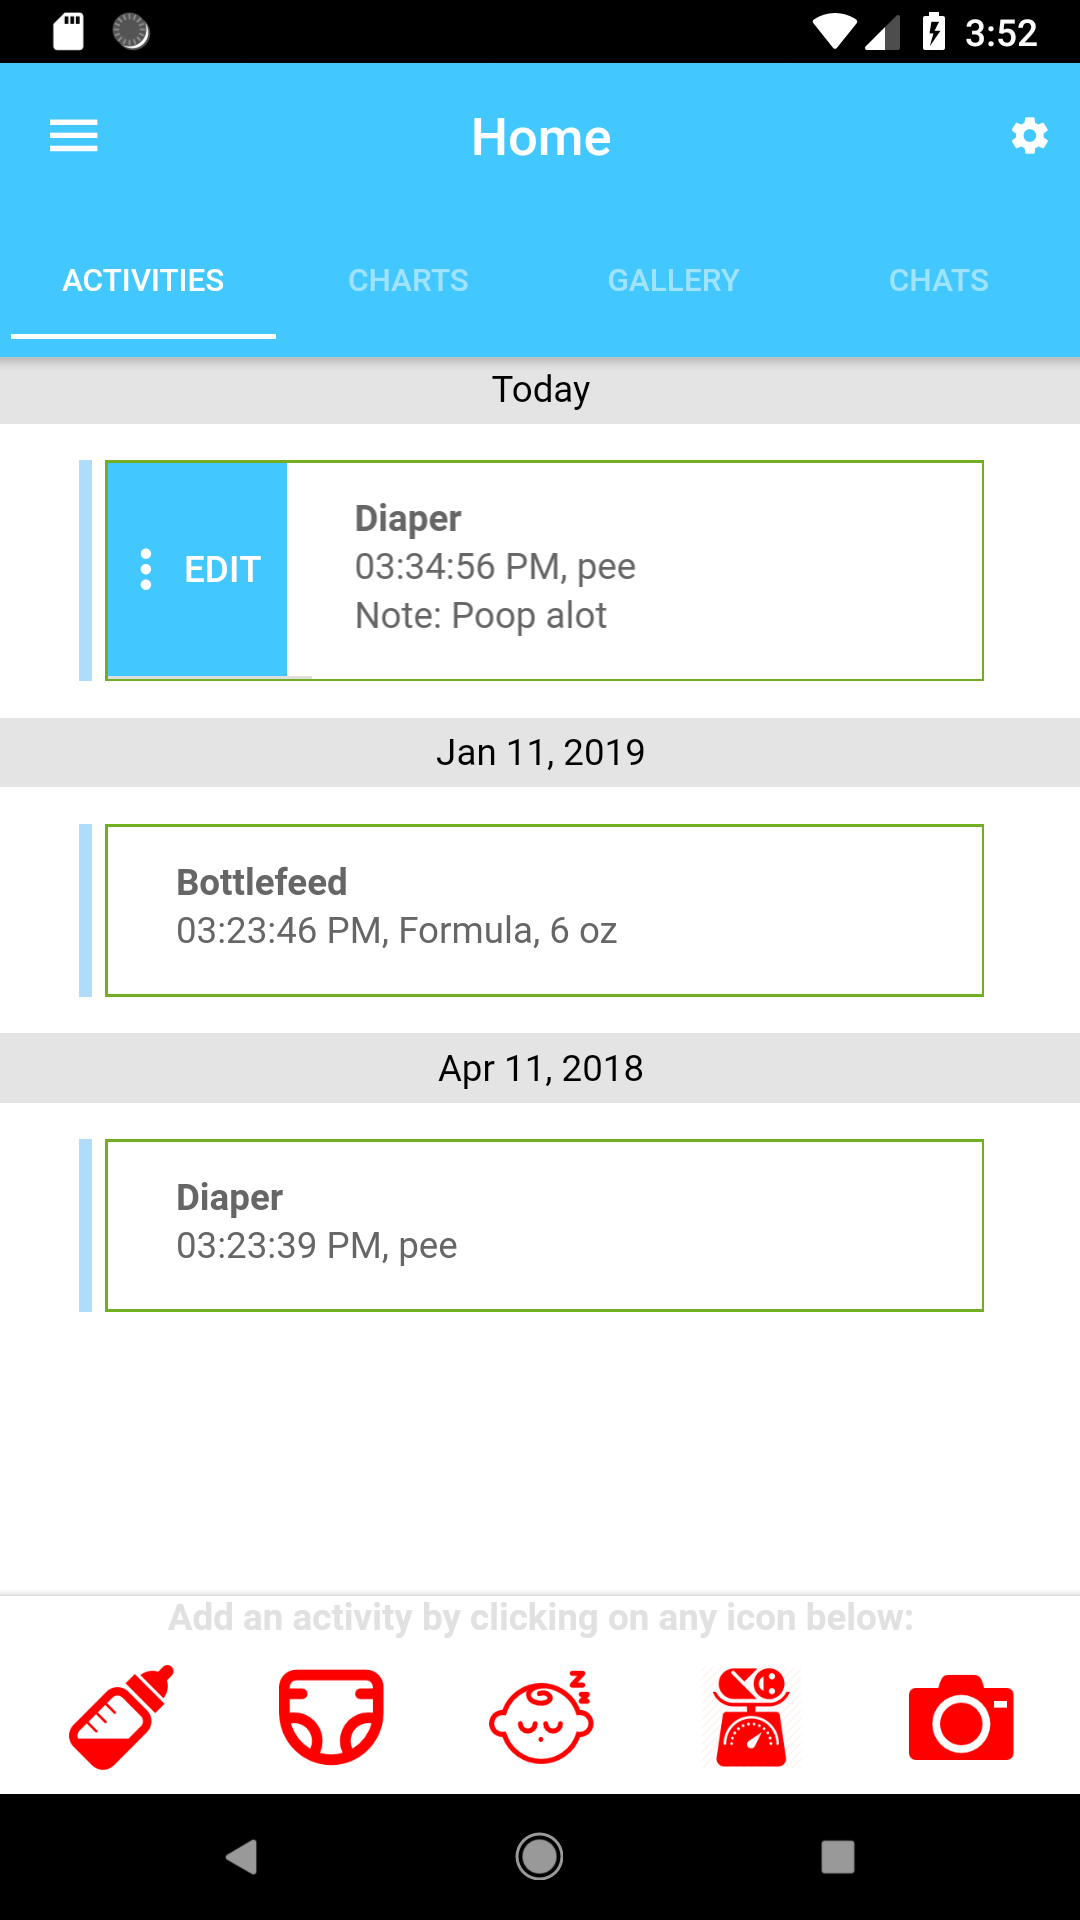 3:52
Home
ACTIVITIES CHARTS GALLERY CHATS
Today
EDIT
Diaper
03:34:56 PM, pee
Note: Poop alot
Jan 11, 2019
Bottlefeed
03:23:46 PM, Formula, 6 oz
Apr 11, 2018
Diaper
03:23:39 PM, pee
Add an activity by clicking on any icon below: